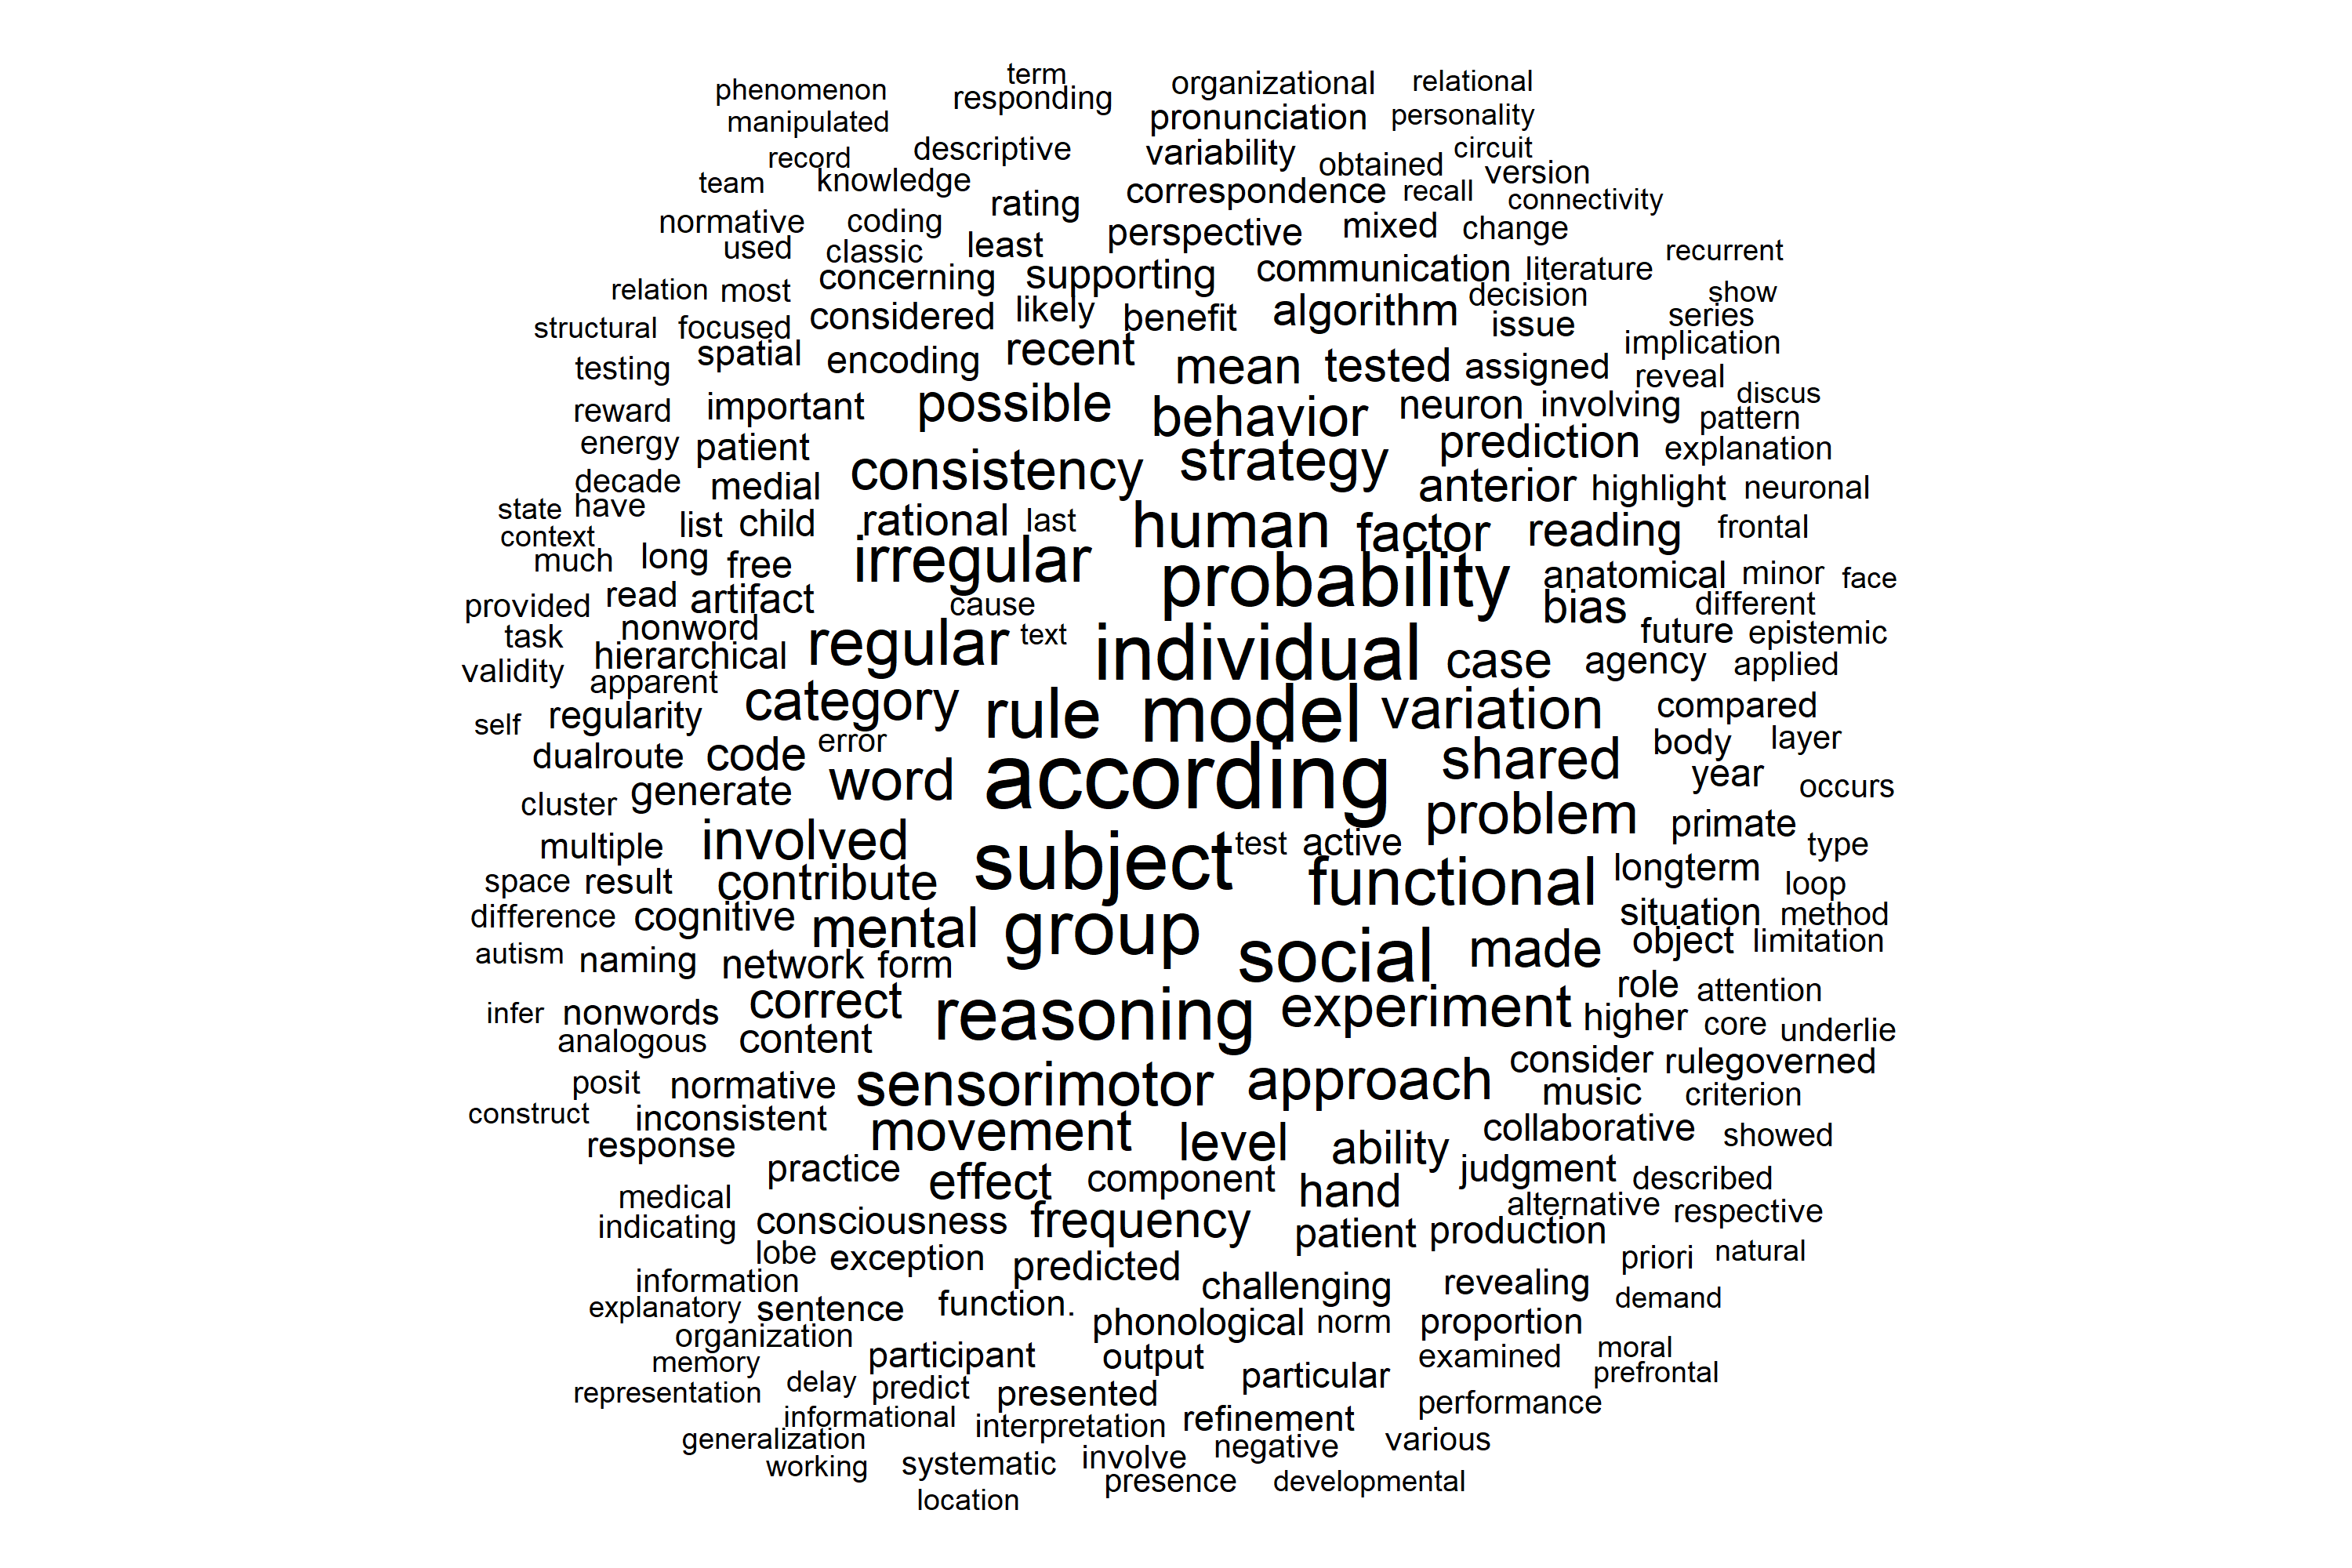 term
phenomenon organizational relational
responding
manipulated pronunciation personality
record descriptive variability obtained circuit
team knowledge correspondence recall version
connectivity
normative coding rating perspective mixed change
used classic least recurrent
relation most concerning supporting communication literature
structural focused considered likely benefit algorithm decision show
issue series
testing spatial encoding recent mean tested assigned implication
reveal
reward important possible behavior neuron involving discus
pattern
energy patient consistency strategy prediction explanation
decade medial anterior highlight neuronal
state have list child rational last human factor reading frontal
context
much long free irregular probability anatomical minor face
provided read artifact cause bias different
task nonword regular text individual future epistemic
validity hierarchical case agency applied
apparent
self regularity category rule model variation compared
dualroute code error shared body layer
cluster generate word according year occurs
problem primate
multiple involved subject test active type
space result contribute functional longterm loop
difference cognitive mental group situation method
autism naming network form social made object limitation
infer nonwords correct reasoning experiment role attention
higher core underlie
analogous content
posit normative sensorimotor approach consider rulegoverned
music criterion
construct inconsistent movement level ability collaborative showed
response
practice effect component hand judgment described
medical alternative respective
indicating consciousness frequency patient production
lobe exception predicted priori natural
information challenging revealing demand
explanatory sentence function. phonological norm proportion
organization
memory participant output examined moral
representation delay predict presented particular prefrontal
informational interpretation refinement performance
generalization negative various
working systematic involve
presence developmental
location